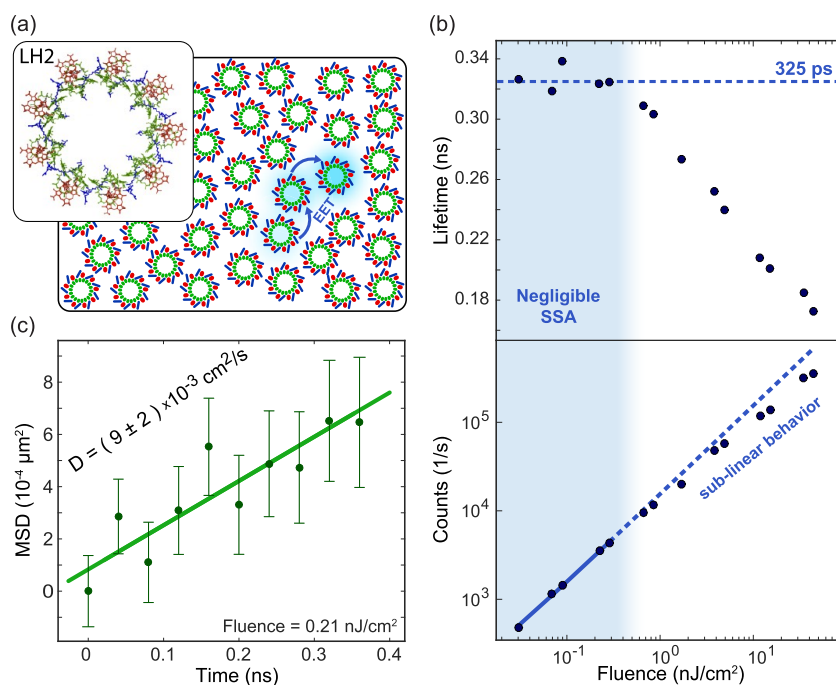 (a)
LH2
EET
(b)
0.34
0.30
0.26
0.22
0.18
Lifetime (ns)
325 ps
Negligible
SSA
10⁵
10⁴
10³
Counts (1/s)
sub-linear behavior
10⁻¹
10⁰
10¹
Fluence (nJ/cm²)
(c)
8
6
4
2
0
MSD (10⁻⁴ μm²)
D = ( 9 ± 2 ) ×10⁻³ cm²/s
Fluence = 0.21 nJ/cm²
0
0.1
0.2
0.3
0.4
Time (ns)